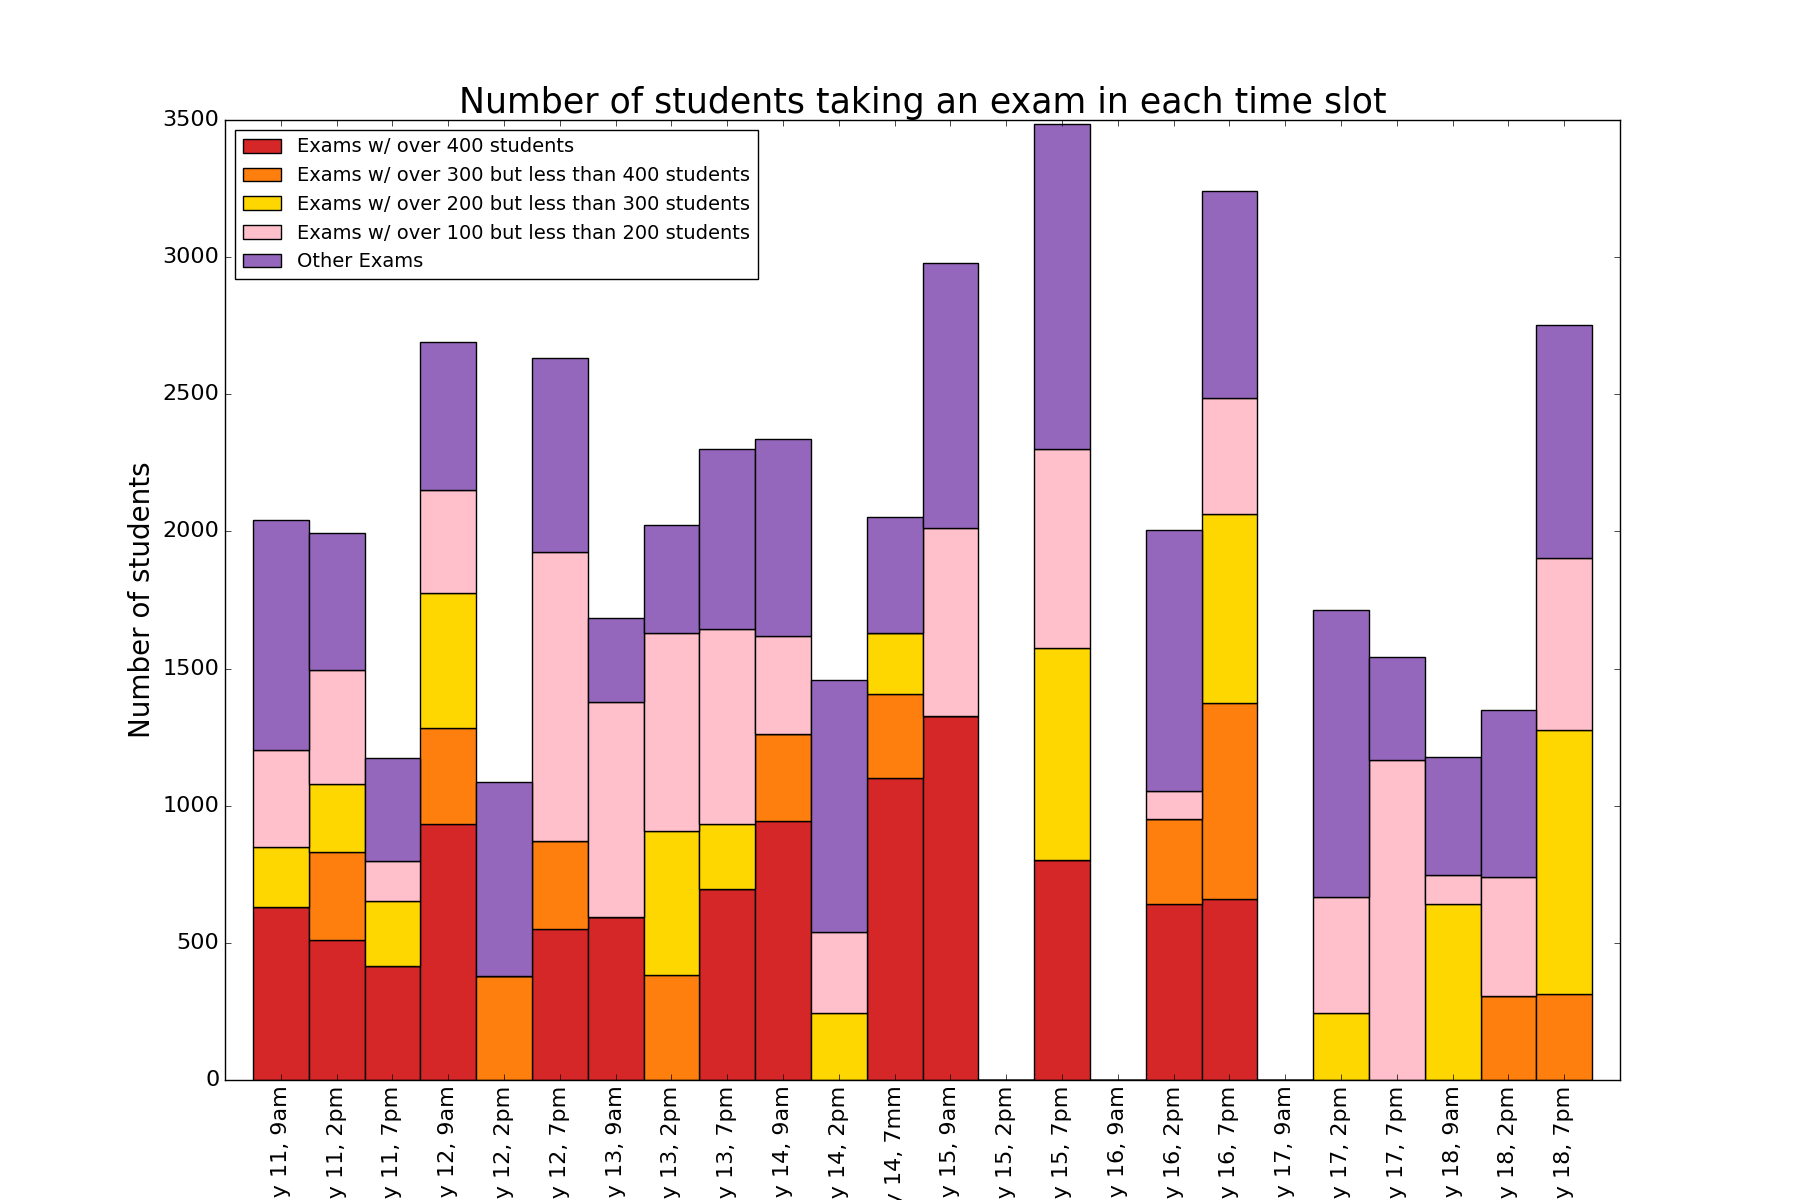 Number of students taking an exam in each time slot
3500
3000
2500
2000
1500
1000
500
0
Number of students
Exams w/ over 400 students
Exams w/ over 300 but less than 400 students
Exams w/ over 200 but less than 300 students
Exams w/ over 100 but less than 200 students
Other Exams
y 11, 9am
y 11, 2pm
y 11, 7pm
y 12, 9am
y 12, 2pm
y 12, 7pm
y 13, 9am
y 13, 2pm
y 13, 7pm
y 14, 9am
y 14, 2pm
y 14, 7mm
y 15, 9am
y 15, 2pm
y 15, 7pm
y 16, 9am
y 16, 2pm
y 16, 7pm
y 17, 9am
y 17, 2pm
y 17, 7pm
y 18, 9am
y 18, 2pm
y 18, 7pm